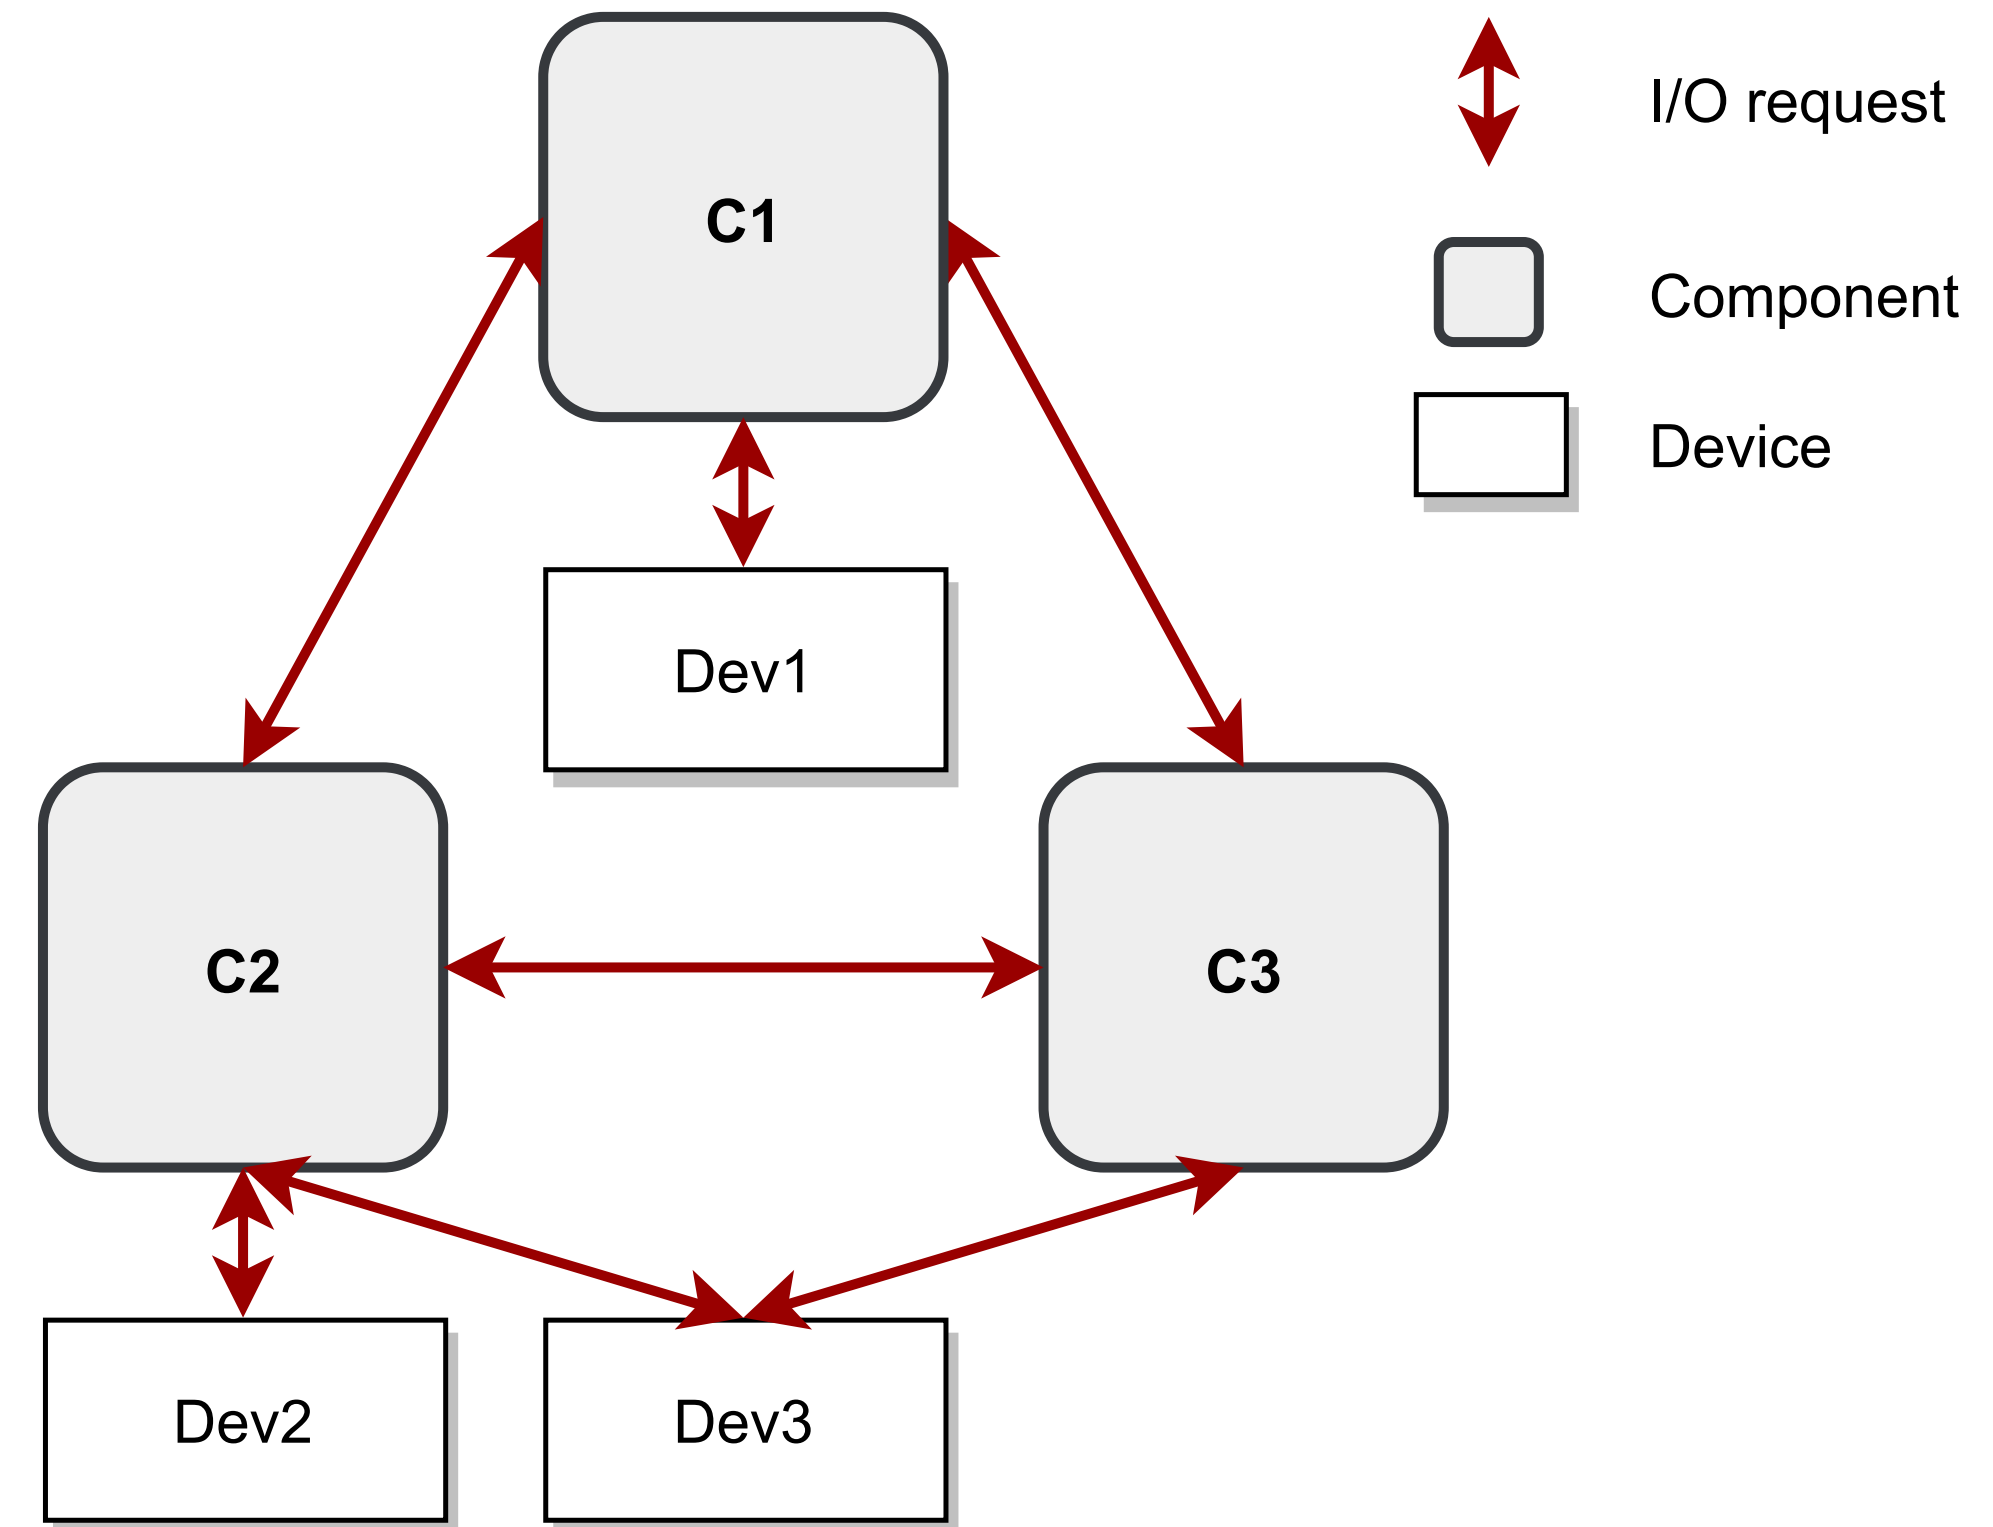 C1
I/O request
Component
Device
Dev1
C2
C3
Dev2
Dev3